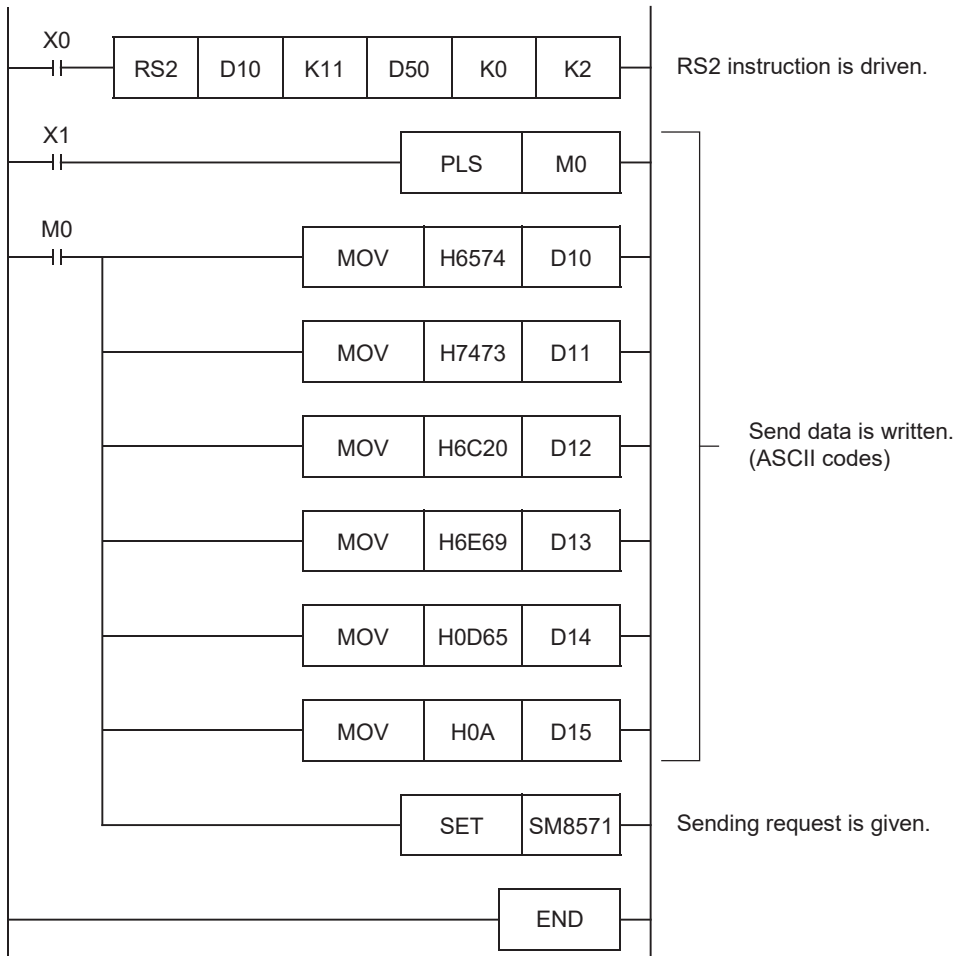 X0
RS2 D10 K11 D50 K0 K2
RS2 instruction is driven.
X1
PLS M0
M0
MOV H6574 D10
MOV H7473 D11
MOV H6C20 D12
Send data is written.
(ASCII codes)
MOV H6E69 D13
MOV H0D65 D14
MOV H0A D15
SET SM8571
Sending request is given.
END